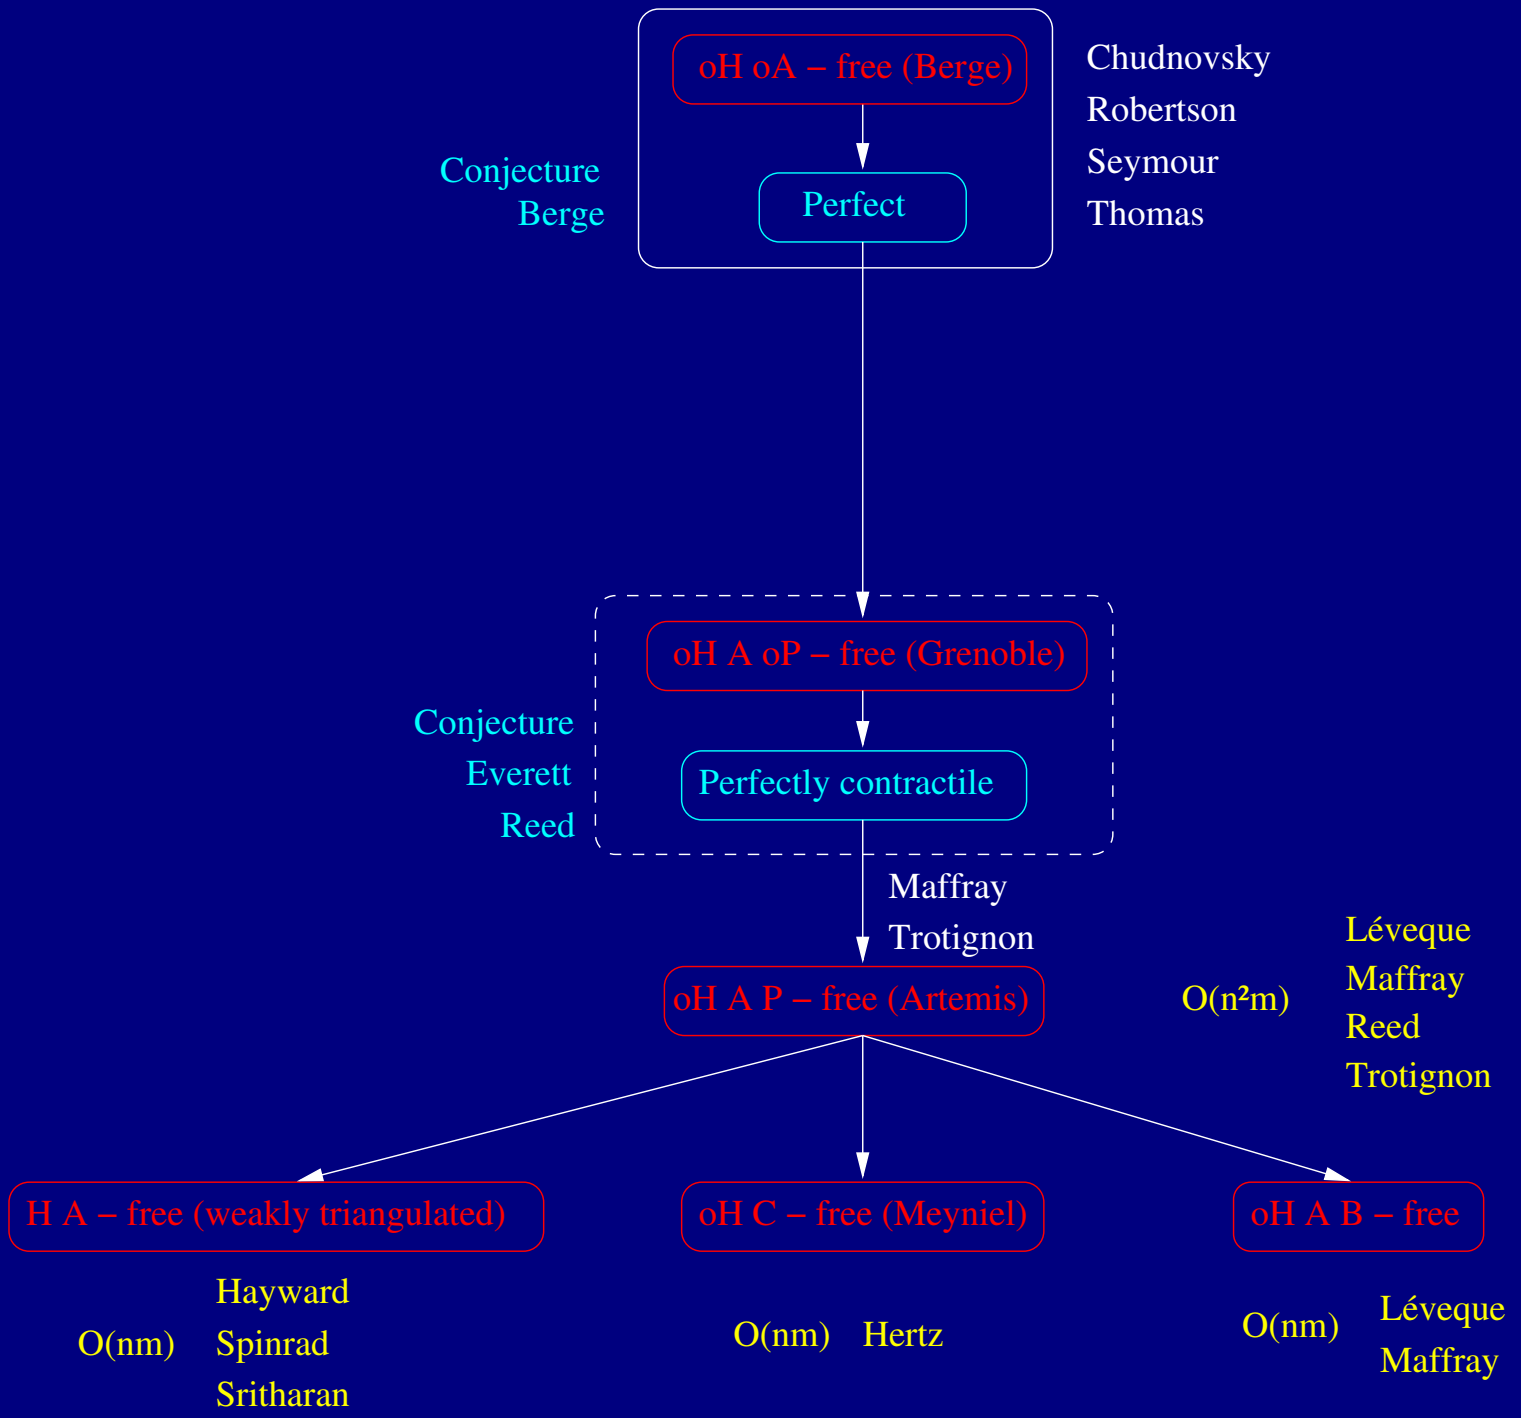 oH oA – free (Berge)
Perfect
Conjecture
Berge
Chudnovsky
Robertson
Seymour
Thomas
oH A oP – free (Grenoble)
Perfectly contractile
Conjecture
Everett
Reed
Maffray
Trotignon
oH A P – free (Artemis)
O(n²m)
Léveque
Maffray
Reed
Trotignon
H A – free (weakly triangulated)
oH C – free (Meyniel)
oH A B – free
O(nm)
Hayward
Spinrad
Sritharan
O(nm) Hertz
O(nm)
Léveque
Maffray